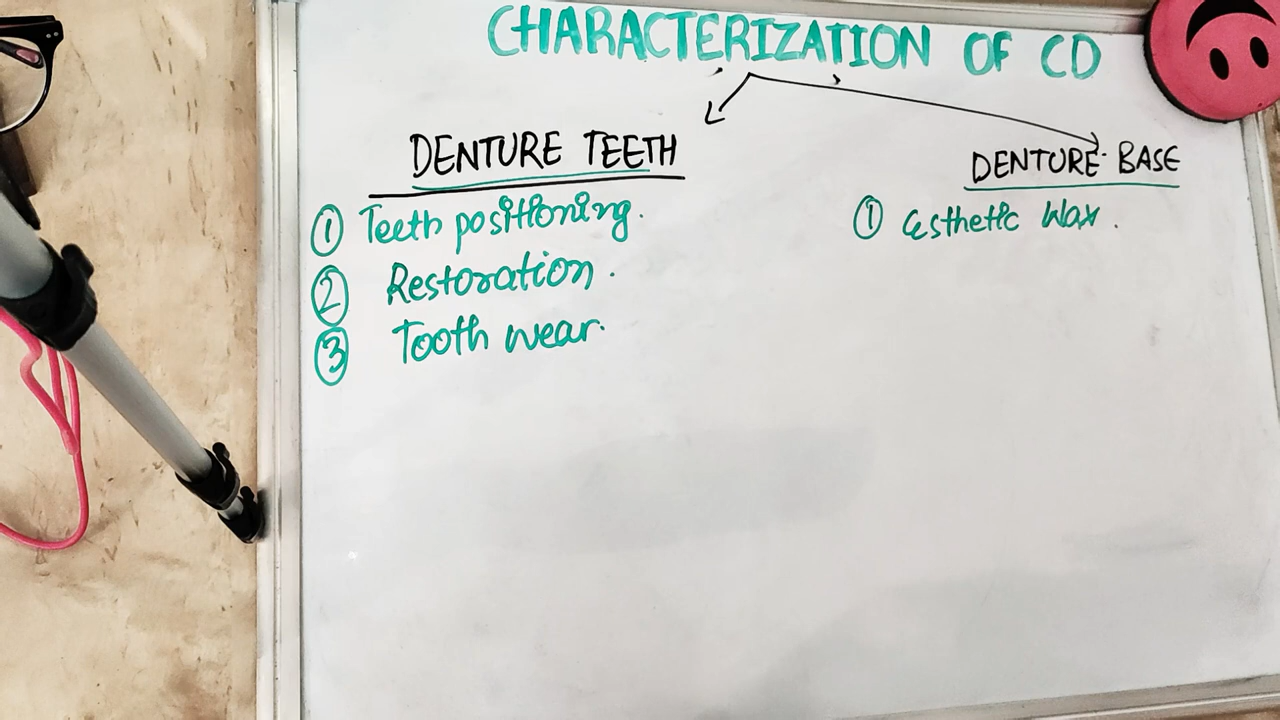 CHARACTERIZATION OF CD
DENTURE TEETH
① Teeth positioning.
② Restoration.
③ Tooth wear.
DENTURE BASE
① Esthetic Wax.